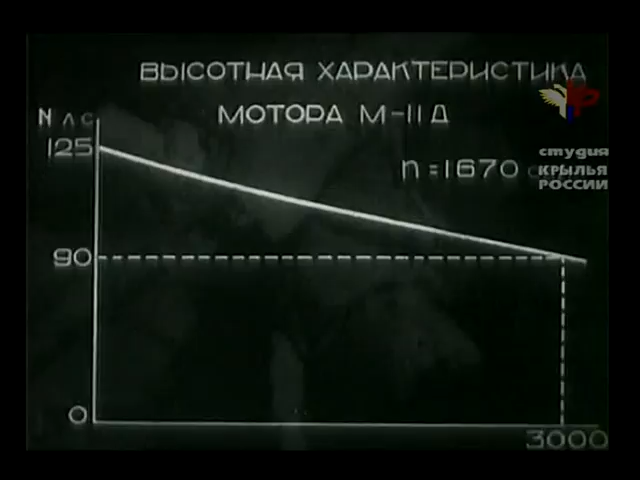 ВЫСОТНАЯ ХАРАКТЕРИСТИКА
МОТОРА М-11Д
N лс
125
n=1670
студия
КРЫЛЬЯ
РОССИИ
90
0
3000